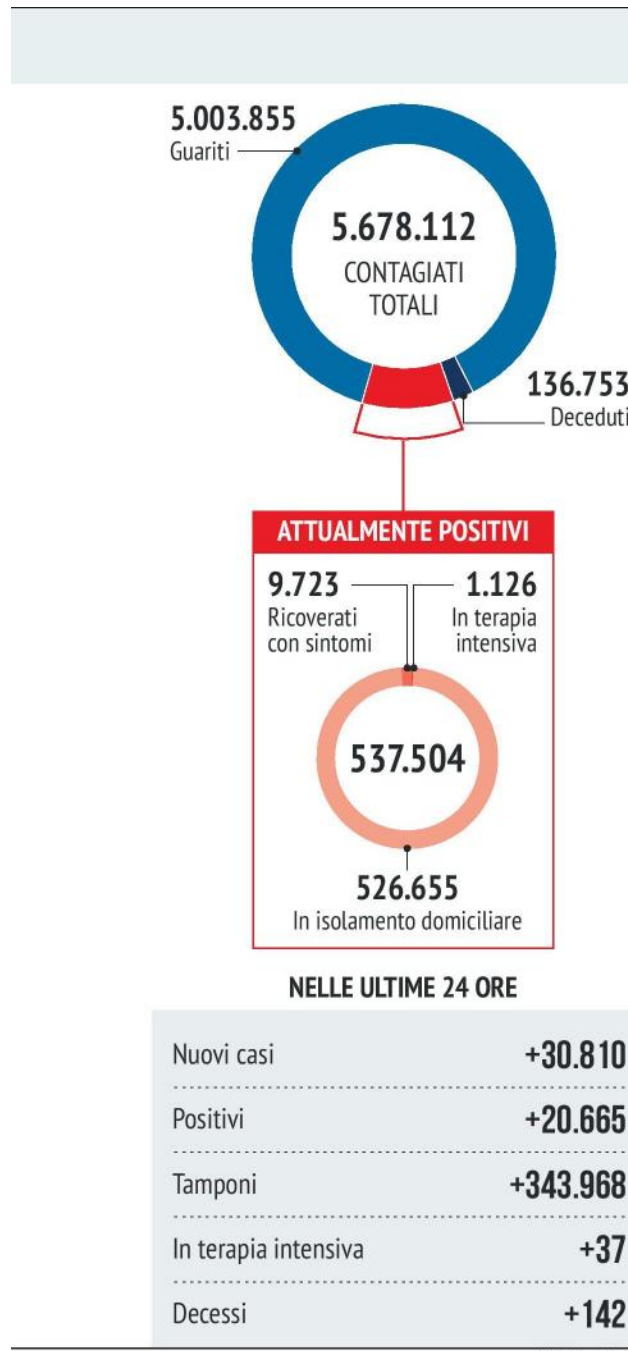 5.003.855
Guariti
5.678.112
CONTAGIATI
TOTALI
136.753
Deceduti
ATTUALMENTE POSITIVI
9.723
Ricoverati
con sintomi
1.126
In terapia
intensiva
537.504
526.655
In isolamento domiciliare
NELLE ULTIME 24 ORE
Nuovi casi +30.810
Positivi +20.665
Tamponi +343.968
In terapia intensiva +37
Decessi +142